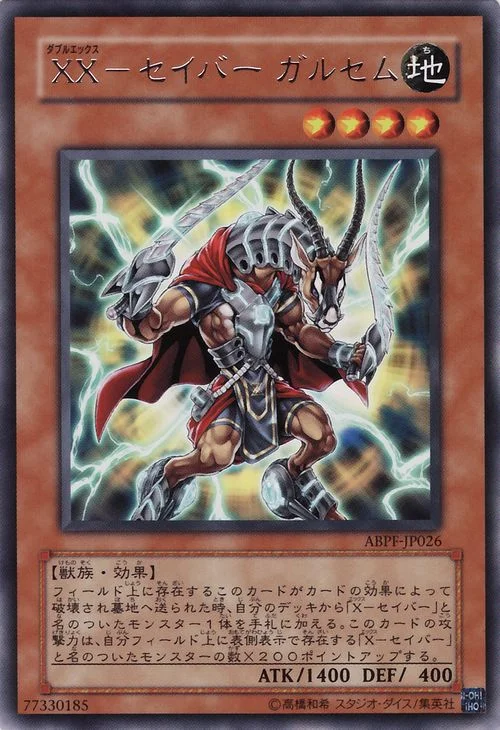 ダブルエックス
XX－セイバー ガルセム
ち
地
けものぞく こうか
【獣族・効果】
フィールド上に存在するこのカードがカードの効果によって
破壊され墓地へ送られた時、自分のデッキから「X－セイバー」と
名のついたモンスター1体を手札に加える。このカードの攻
撃力は、自分フィールド上に表側表示で存在する「X－セイバー」
と名のついたモンスターの数×200ポイントアップする。
ABPF-JP026
ATK/1400 DEF/ 400
77330185
©高橋和希 スタジオ・ダイス/集英社